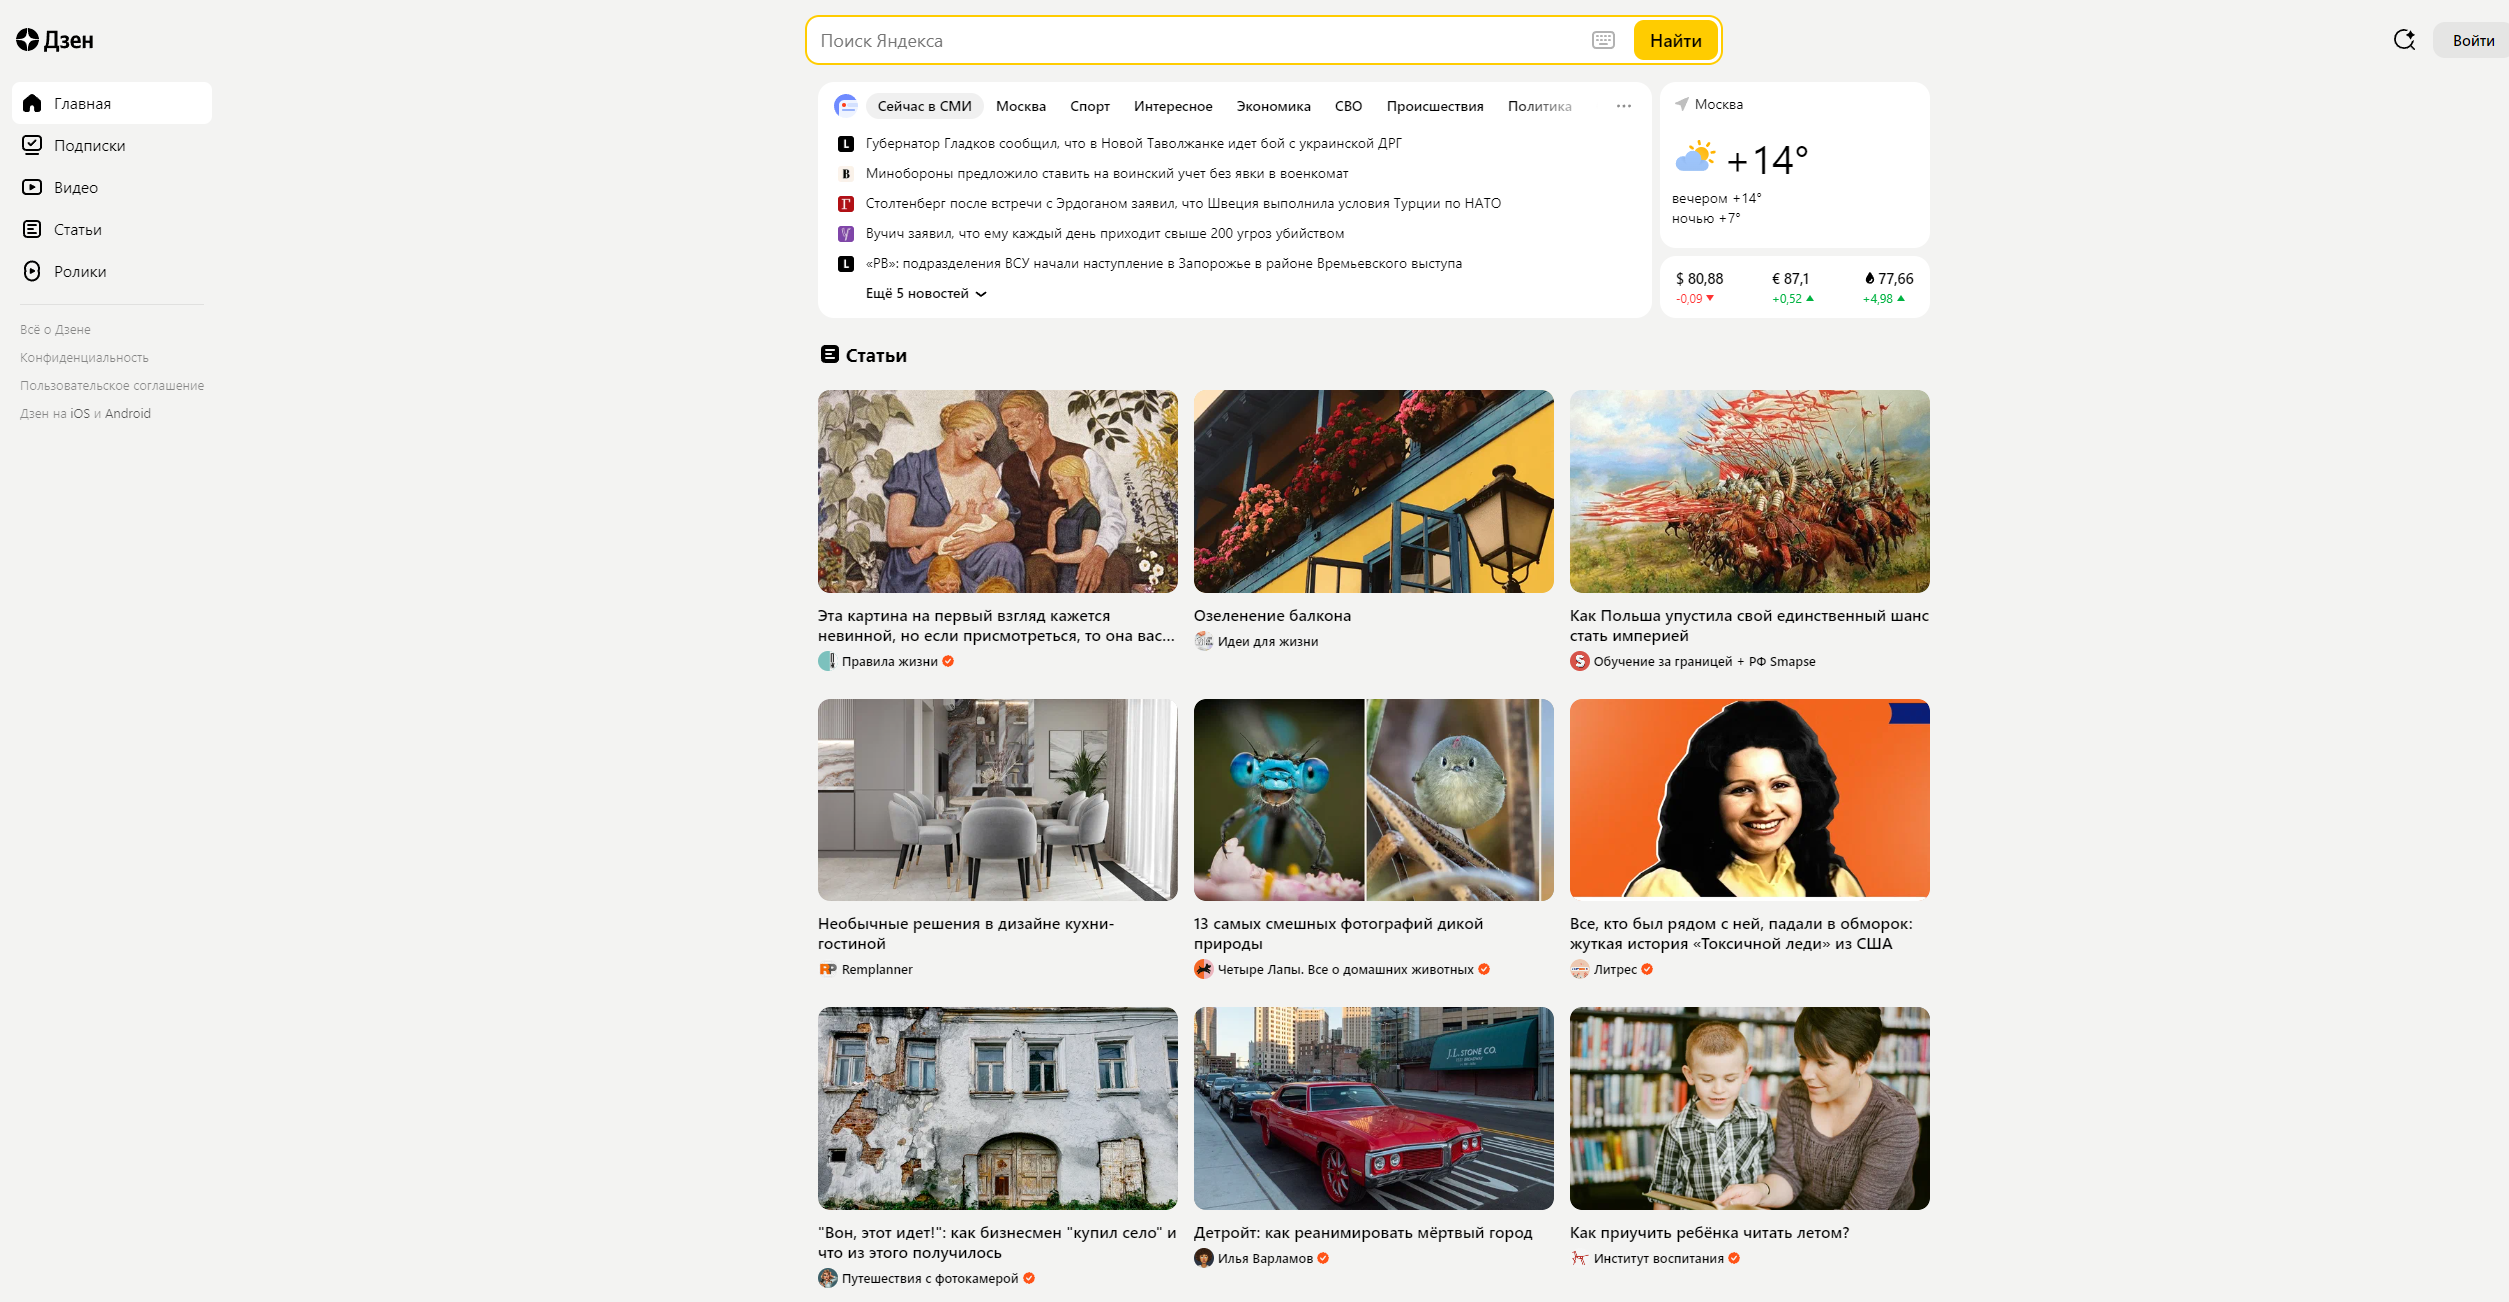 Дзен
Поиск Яндекса
Найти
Войти
Главная
Подписки
Видео
Статьи
Ролики
Всё о Дзене
Конфиденциальность
Пользовательское соглашение
Дзен на iOS и Android
Сейчас в СМИ Москва Спорт Интересное Экономика СВО Происшествия Политика
Губернатор Гладков сообщил, что в Новой Таволжанке идет бой с украинской ДРГ
Минобороны предложило ставить на воинский учет без явки в военкомат
Столтенберг после встречи с Эрдоганом заявил, что Швеция выполнила условия Турции по НАТО
Вучич заявил, что ему каждый день приходит свыше 200 угроз убийством
«РВ»: подразделения ВСУ начали наступление в Запорожье в районе Времьевского выступа
Ещё 5 новостей
Москва
+14°
вечером +14°
ночью +7°
$ 80,88 € 87,1 77,66
-0,09 +0,52 +4,98
Статьи
Эта картина на первый взгляд кажется
невинной, но если присмотреться, то она вас...
Правила жизни
Озеленение балкона
Идеи для жизни
Как Польша упустила свой единственный шанс
стать империей
Обучение за границей + РФ Smapse
Необычные решения в дизайне кухни-
гостиной
Remplanner
13 самых смешных фотографий дикой
природы
Четыре Лапы. Все о домашних животных
Все, кто был рядом с ней, падали в обморок:
жуткая история «Токсичной леди» из США
Литрес
J.L. STONE CO.
"Вон, этот идет!": как бизнесмен "купил село" и
что из этого получилось
Путешествия с фотокамерой
Детройт: как реанимировать мёртвый город
Илья Варламов
Как приучить ребёнка читать летом?
Институт воспитания